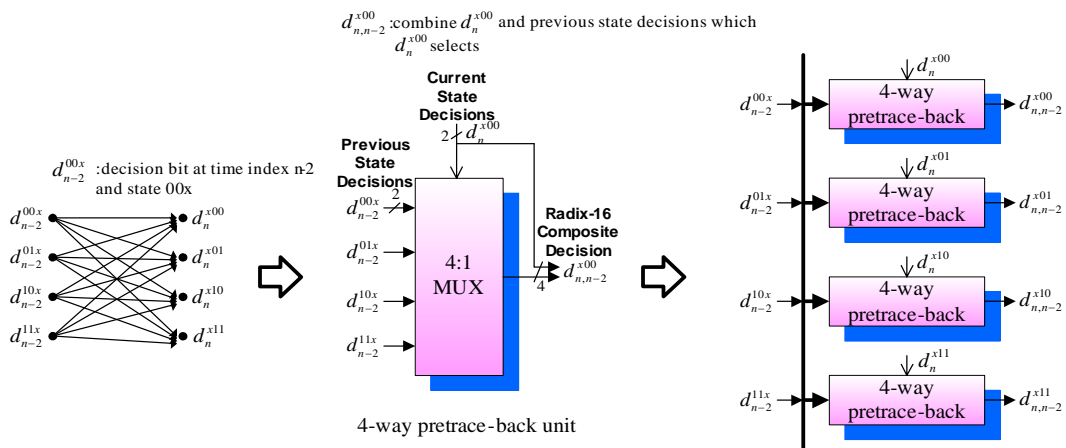 d_{n,n-2}^{x00} :combine d_n^{x00} and previous state decisions which
d_n^{x00} selects
d_{n-2}^{00x} :decision bit at time index n-2
and state 00x
d_{n-2}^{00x}
d_{n-2}^{01x}
d_{n-2}^{10x}
d_{n-2}^{11x}
d_n^{x00}
d_n^{x01}
d_n^{x10}
d_n^{x11}
Current
State
Decisions
2
d_n^{x00}
Previous
State
Decisions
2
d_{n-2}^{00x}
d_{n-2}^{01x}
d_{n-2}^{10x}
d_{n-2}^{11x}
4:1
MUX
Radix-16
Composite
Decision
d_{n,n-2}^{x00}
4
4-way pretrace-back unit
d_n^{x00}
d_{n-2}^{00x}
4-way
pretrace-back
d_{n,n-2}^{x00}
d_n^{x01}
d_{n-2}^{01x}
4-way
pretrace-back
d_{n,n-2}^{x01}
d_n^{x10}
d_{n-2}^{10x}
4-way
pretrace-back
d_{n,n-2}^{x10}
d_n^{x11}
d_{n-2}^{11x}
4-way
pretrace-back
d_{n,n-2}^{x11}